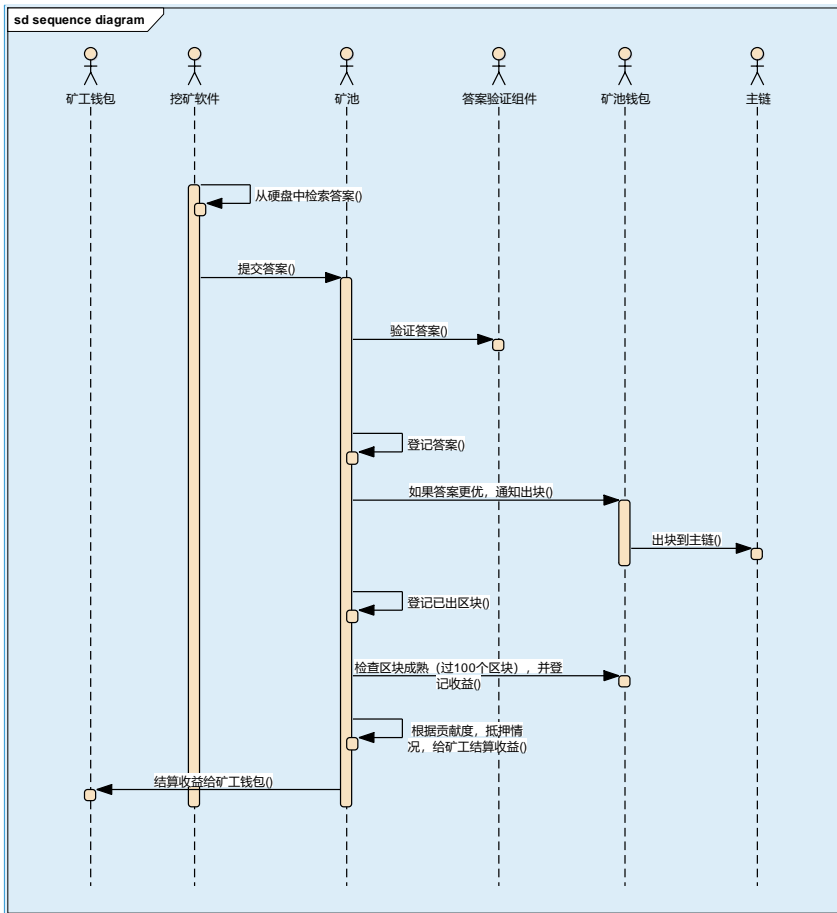 sd sequence diagram
矿工钱包
挖矿软件
矿池
答案验证组件
矿池钱包
主链
从硬盘中检索答案()
提交答案()
验证答案()
登记答案()
如果答案更优，通知出块()
出块到主链()
登记已出区块()
检查区块成熟（过100个区块），并登
记收益()
根据贡献度，抵押情
况，给矿工结算收益()
结算收益给矿工钱包()